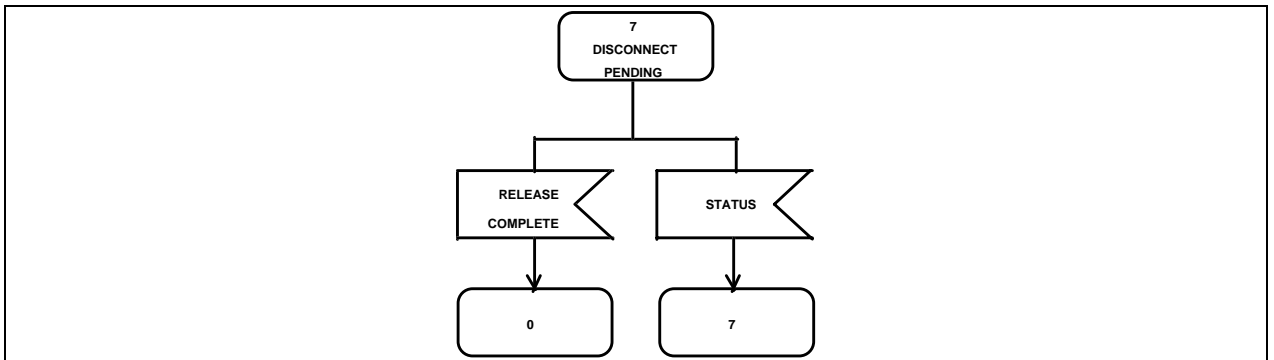 7
DISCONNECT
PENDING
RELEASE
COMPLETE
STATUS
0
7